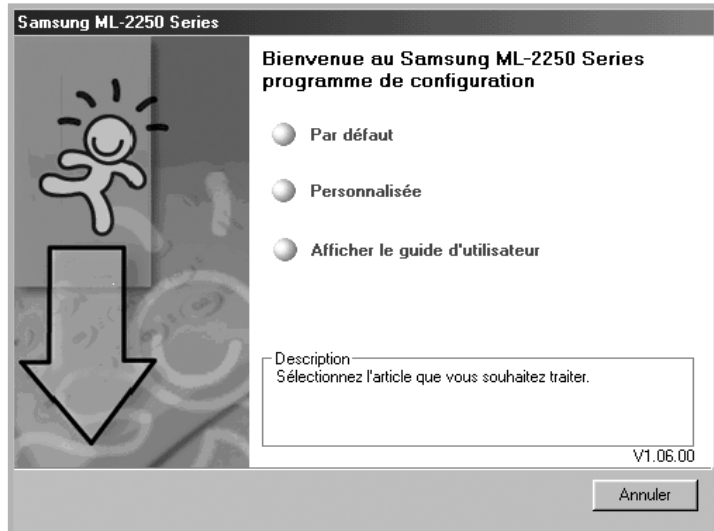 Samsung ML-2250 Series
Bienvenue au Samsung ML-2250 Series
programme de configuration
Par défaut
Personnalisée
Afficher le guide d'utilisateur
Description
Sélectionnez l'article que vous souhaitez traiter.
V1.06.00
Annuler